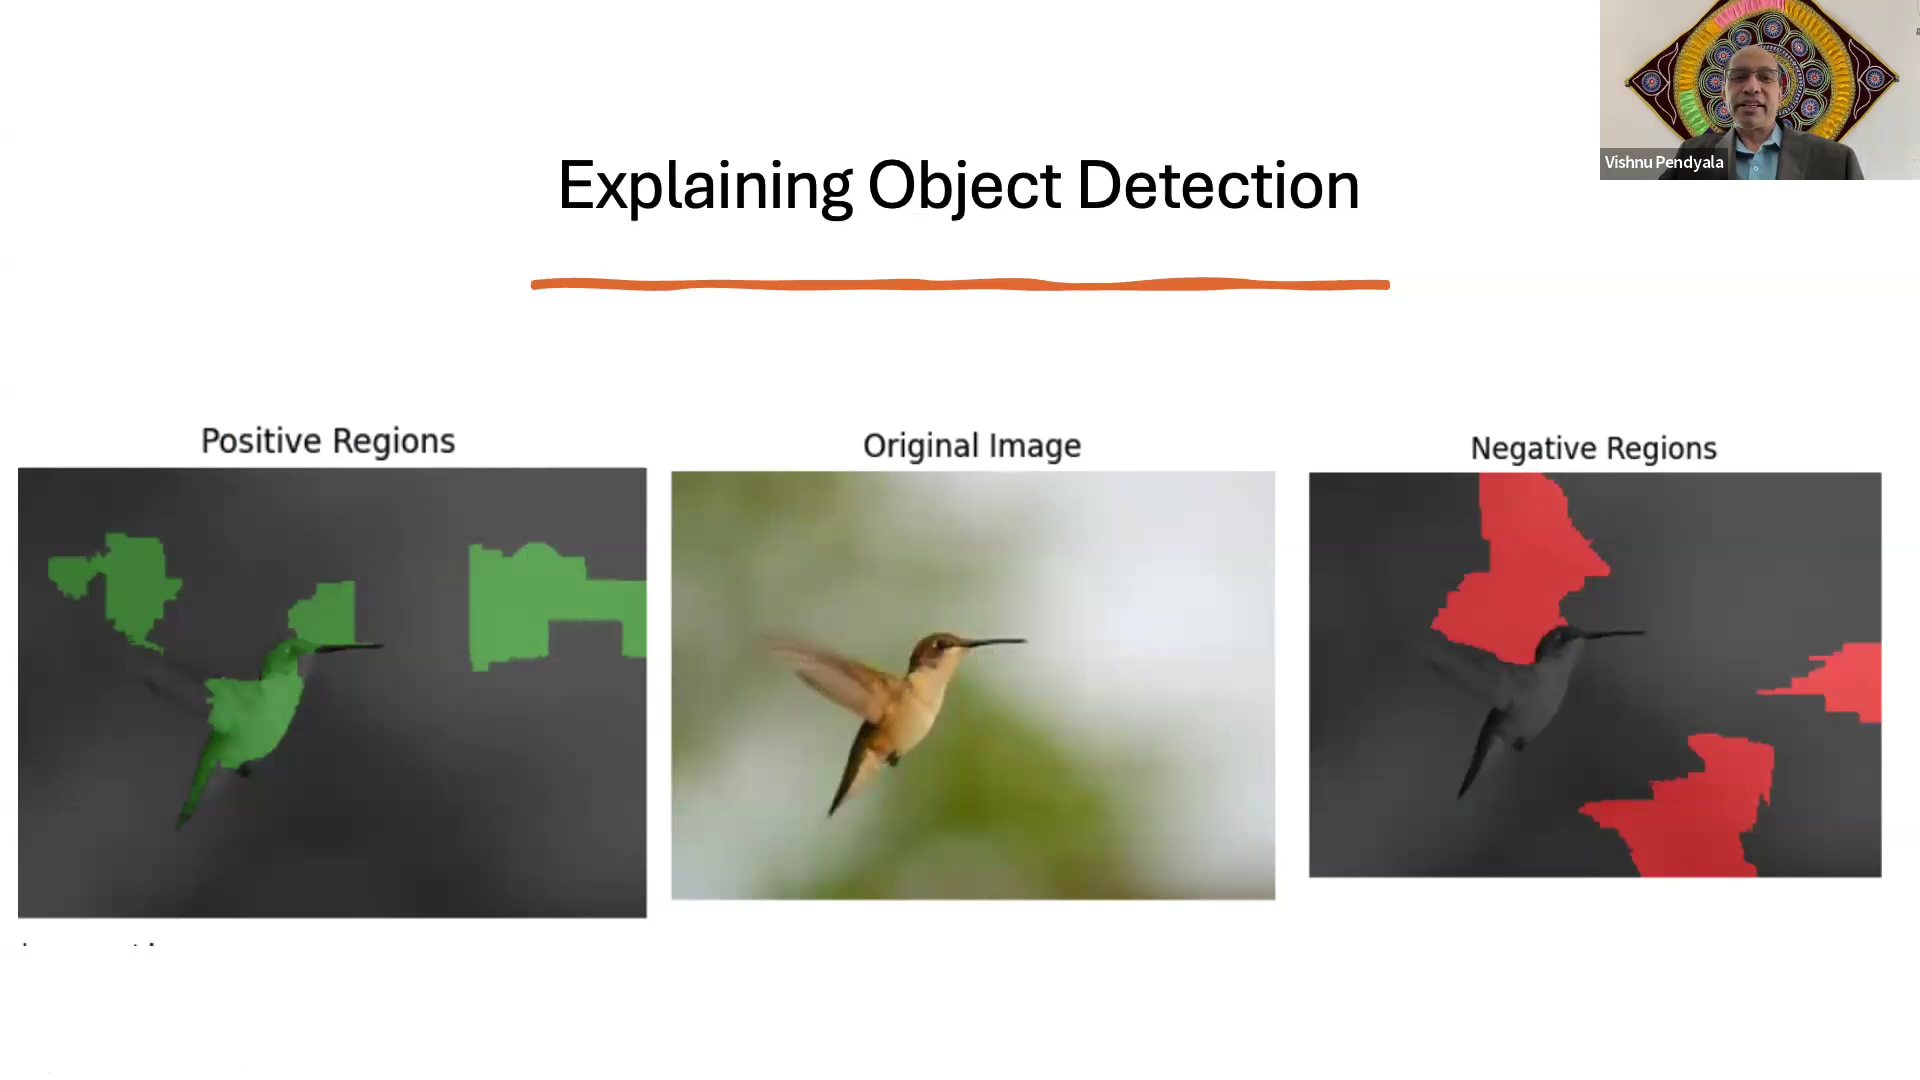 Vishnu Pendyala
Explaining Object Detection
Positive Regions
Original Image
Negative Regions